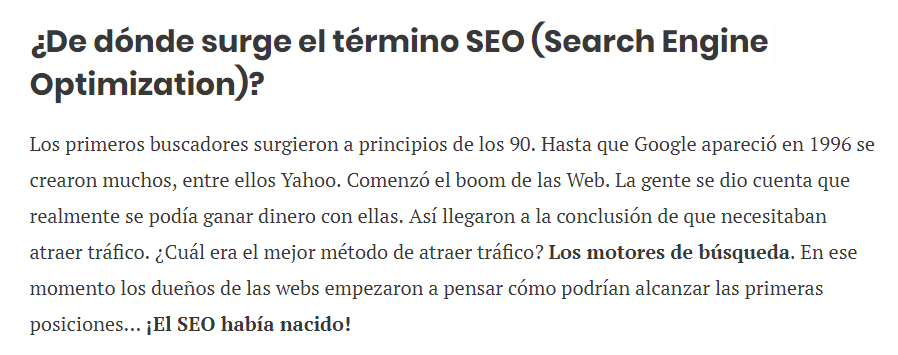 ¿De dónde surge el término SEO (Search Engine
Optimization)?
Los primeros buscadores surgieron a principios de los 90. Hasta que Google apareció en 1996 se
crearon muchos, entre ellos Yahoo. Comenzó el boom de las Web. La gente se dio cuenta que
realmente se podía ganar dinero con ellas. Así llegaron a la conclusión de que necesitaban
atraer tráfico. ¿Cuál era el mejor método de atraer tráfico? Los motores de búsqueda. En ese
momento los dueños de las webs empezaron a pensar cómo podrían alcanzar las primeras
posiciones… ¡El SEO había nacido!